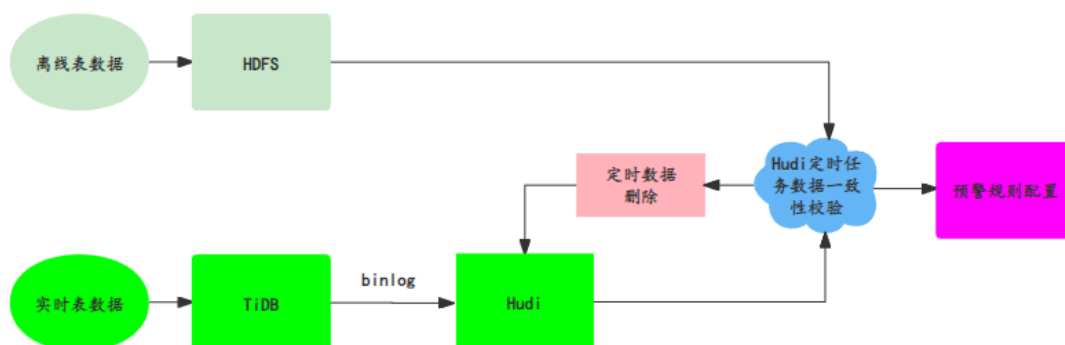 离线表数据
HDFS
Hudi定时任
务数据一致
性校验
定时数据
删除
预警规则配置
binlog
实时表数据
TiDB
Hudi